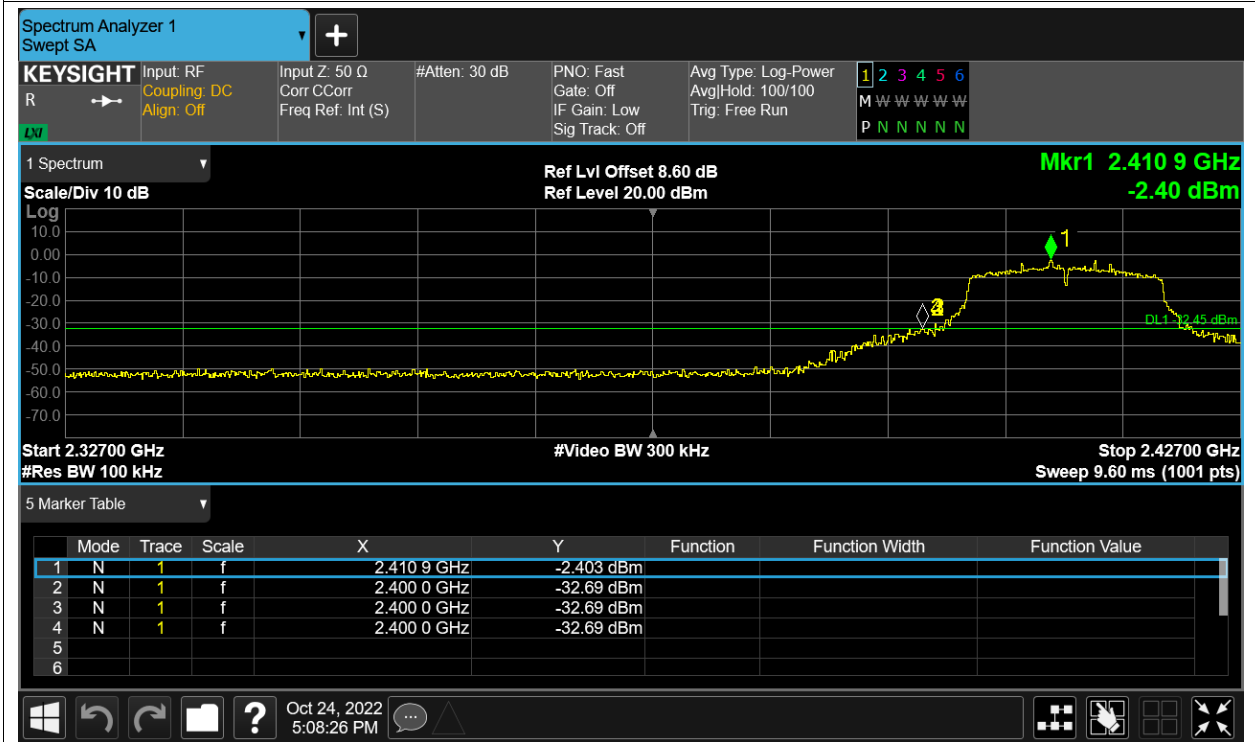 Spectrum Analyzer 1
Swept SA
+
KEYSIGHT Input: RF Input Z: 50 Ω #Atten: 30 dB PNO: Fast Avg Type: Log-Power 1 2 3 4 5 6
R Coupling: DC Corr CCorr Gate: Off Avg|Hold: 100/100 M W W W W W
Align: Off Freq Ref: Int (S) IF Gain: Low Trig: Free Run
LXI Sig Track: Off P N N N N N
1 Spectrum Ref Lvl Offset 8.60 dB Mkr1 2.410 9 GHz
Scale/Div 10 dB Ref Level 20.00 dBm -2.40 dBm
Log
10.0
1
0.00
-10.0
-20.0
-30.0
DL1 -32.45 dBm
-40.0
-50.0
-60.0
-70.0
Start 2.32700 GHz #Video BW 300 kHz Stop 2.42700 GHz
#Res BW 100 kHz Sweep 9.60 ms (1001 pts)
5 Marker Table
Mode Trace Scale X Y Function Function Width Function Value
1 N 1 f 2.410 9 GHz -2.403 dBm
2 N 1 f 2.400 0 GHz -32.69 dBm
3 N 1 f 2.400 0 GHz -32.69 dBm
4 N 1 f 2.400 0 GHz -32.69 dBm
5
6
? Oct 24, 2022
5:08:26 PM